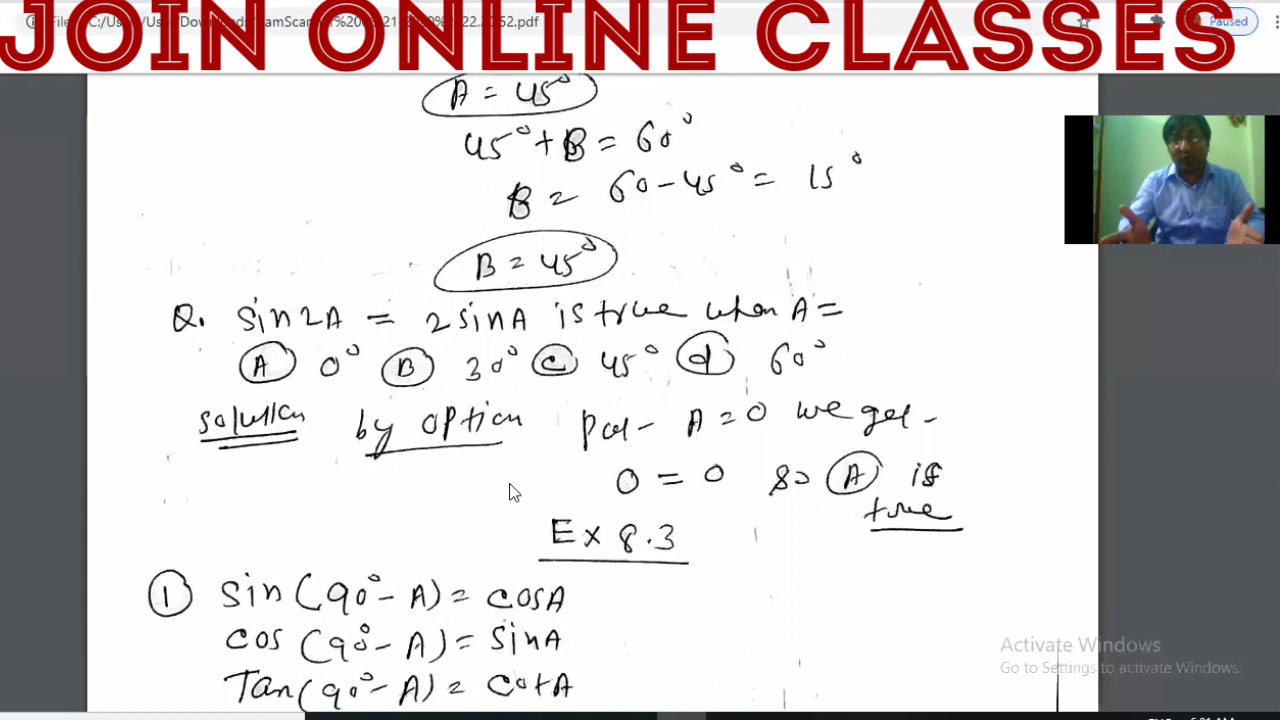 JOIN ONLINE CLASSES
Paused
A = 45°
45° + B = 60°
B = 60 - 45° = 15°
B = 45°
Q. sin2A = 2sinA is true when A =
(A) 0° (B) 30° (C) 45° (d) 60°
solution by option put A = 0 we get -
0 = 0 so (A) is
true
Ex 8.3
(1) sin(90° - A) = cosA
cos(90° - A) = sinA
Tan(90° - A) = cotA
Activate Windows
Go to Settings to activate Windows.